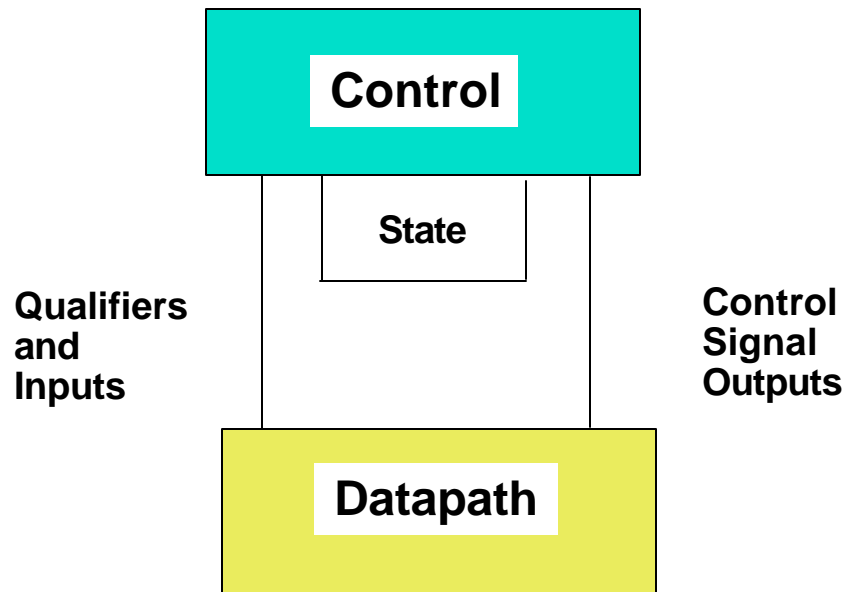 Control
State
Qualifiers
and
Inputs
Control
Signal
Outputs
Datapath